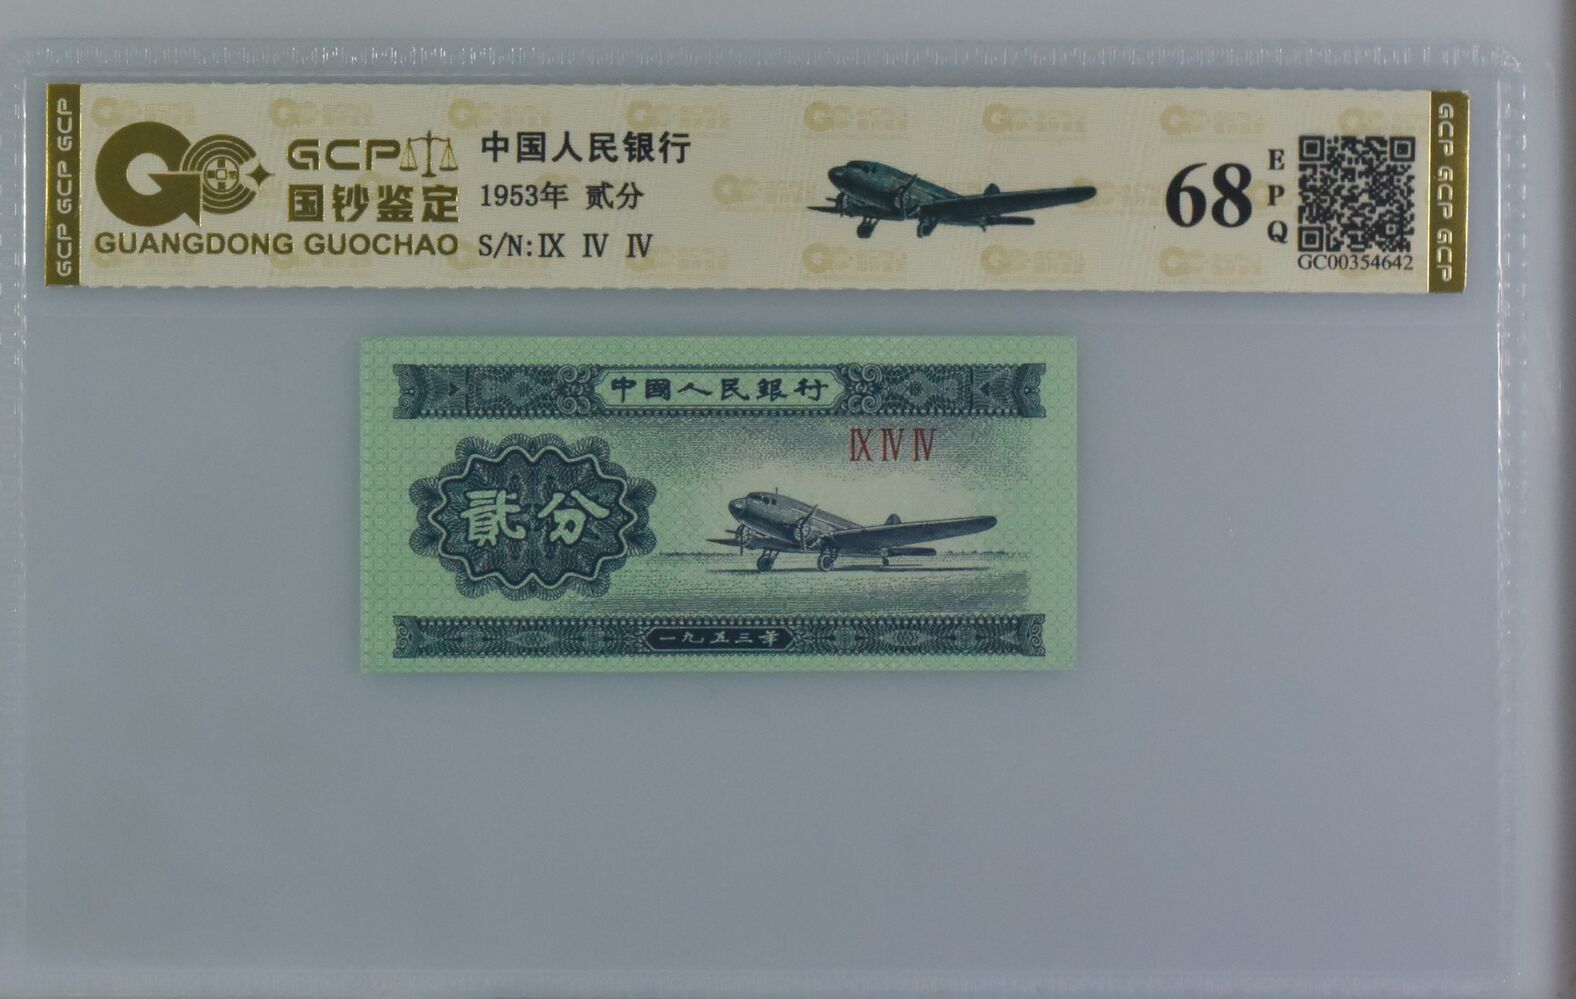 GCP GCP GCP
GCP
国钞鉴定
GUANGDONG GUOCHAO
中国人民银行
1953年 贰分
S/N:Ⅸ Ⅳ Ⅳ
68
EPQ
GC00354642
GCP GCP GCP
中國人民銀行
Ⅸ Ⅳ Ⅳ
貳分
一九五三年